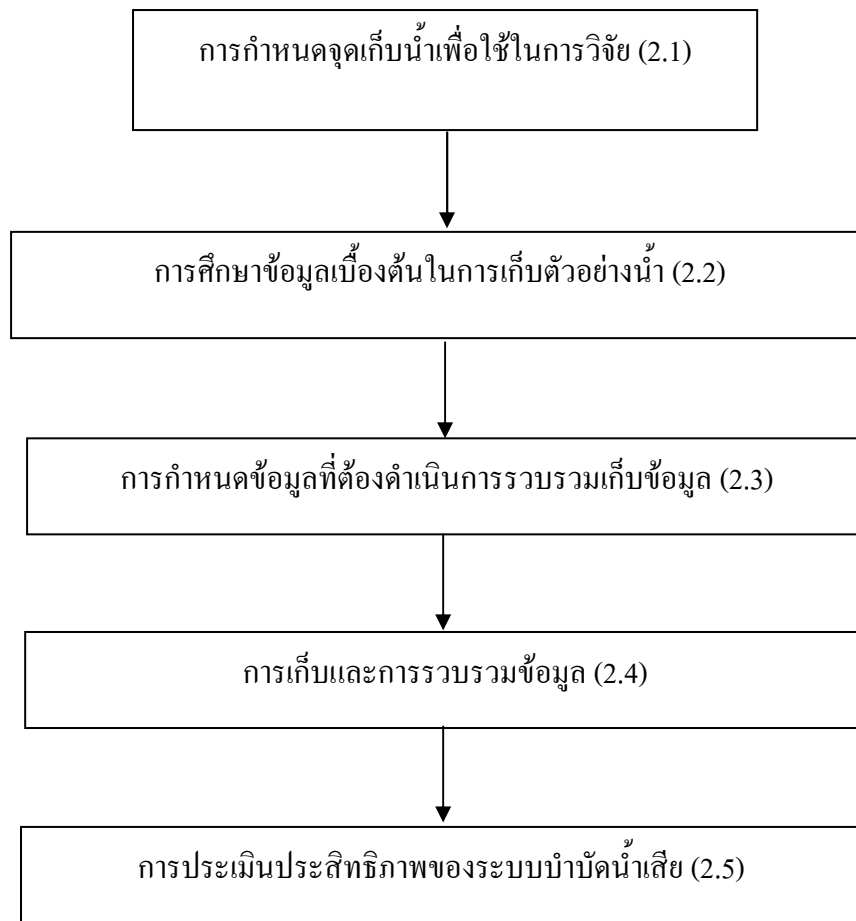 การกำหนดจุดเก็บน้ำเพื่อใช้ในการวิจัย (2.1)
การศึกษาข้อมูลเบื้องต้นในการเก็บตัวอย่างน้ำ (2.2)
การกำหนดข้อมูลที่ต้องดำเนินการรวบรวมเก็บข้อมูล (2.3)
การเก็บและการรวบรวมข้อมูล (2.4)
การประเมินประสิทธิภาพของระบบบำบัดน้ำเสีย (2.5)